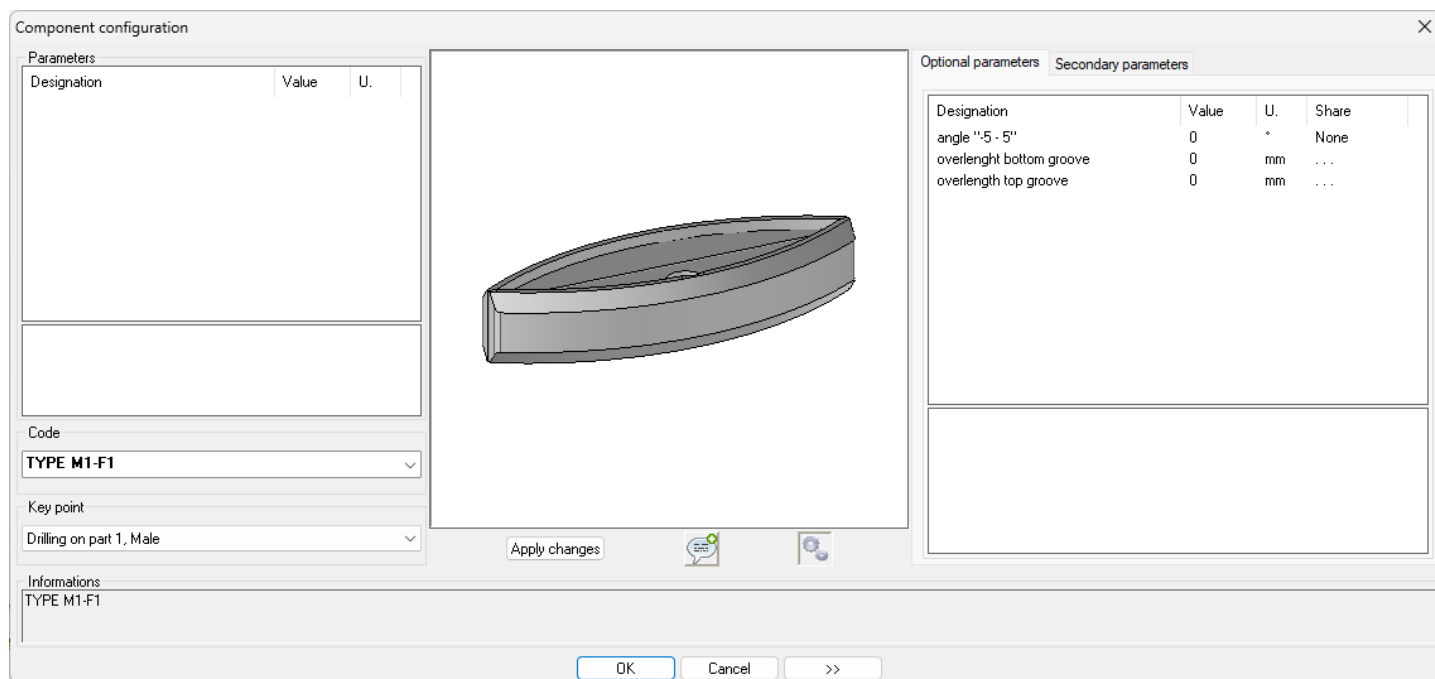 Component configuration
Parameters
Designation Value U.
Code
TYPE M1-F1
Key point
Drilling on part 1, Male
Apply changes
Optional parameters Secondary parameters
Designation Value U. Share
angle "-5 - 5" 0 ° None
overlenght bottom groove 0 mm . . .
overlength top groove 0 mm . . .
Informations
TYPE M1-F1
OK Cancel >>